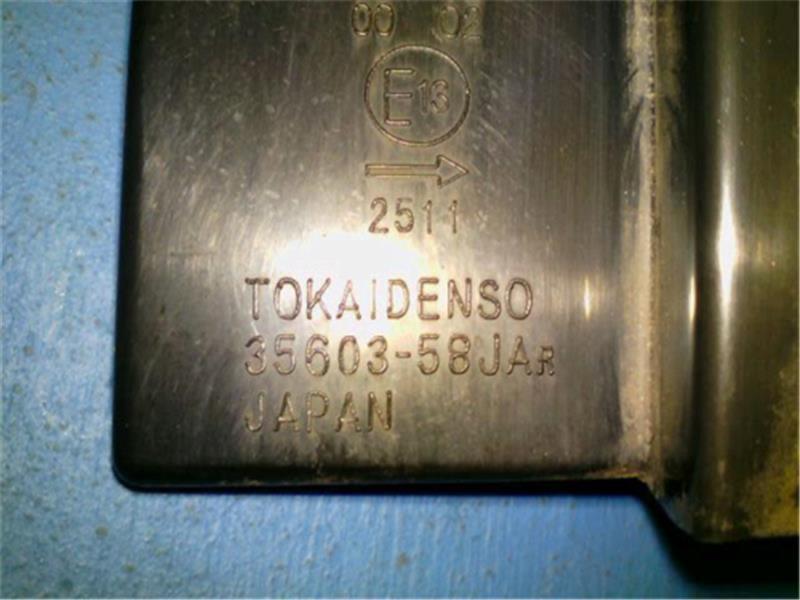 00 02
E13
2511
TOKAIDENSO
35603-58JAR
JAPAN